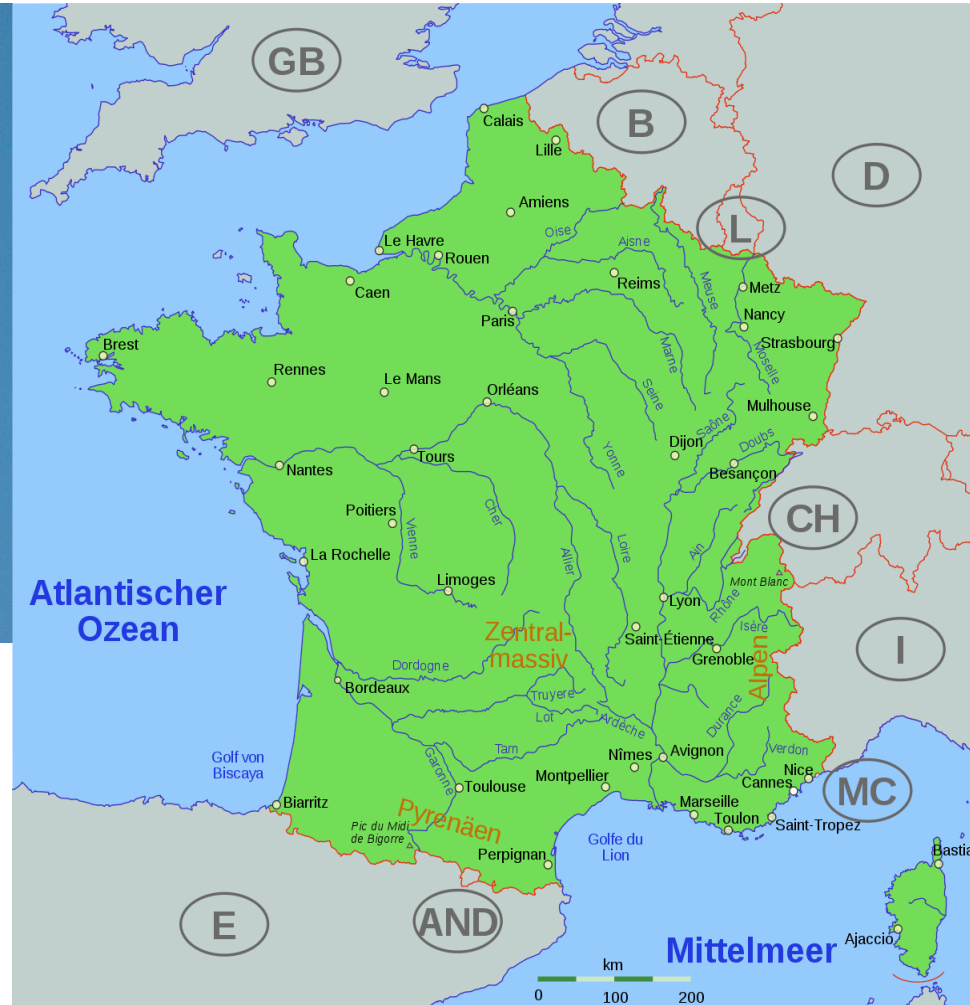 GB
B
D
L
Calais
Lille
Amiens
Oise
Aisne
Le Havre
Rouen
Reims
Meuse
Metz
Caen
Paris
Nancy
Strasbourg
Marne
Moselle
Brest
Rennes
Le Mans
Orléans
Seine
Mulhouse
Saône
Dijon
Doubs
Besançon
Nantes
Tours
Yonne
Cher
Poitiers
Vienne
CH
La Rochelle
Allier
Loire
Ain
Mont Blanc
Limoges
Lyon
Rhône
Atlantischer
Ozean
Zentral-
massiv
Saint-Étienne
Isère
Grenoble
Alpen
I
Dordogne
Bordeaux
Truyere
Lot
Ardèche
Durance
Tarn
Garonne
Nîmes
Avignon
Verdon
Golf von
Biscaya
Toulouse
Montpellier
Nice
Cannes
MC
Biarritz
Pyrenäen
Marseille
Toulon
Saint-Tropez
Pic du Midi
de Bigorre
Golfe du
Lion
Perpignan
Bastia
E
AND
Mittelmeer
Ajaccio
km
0
100
200